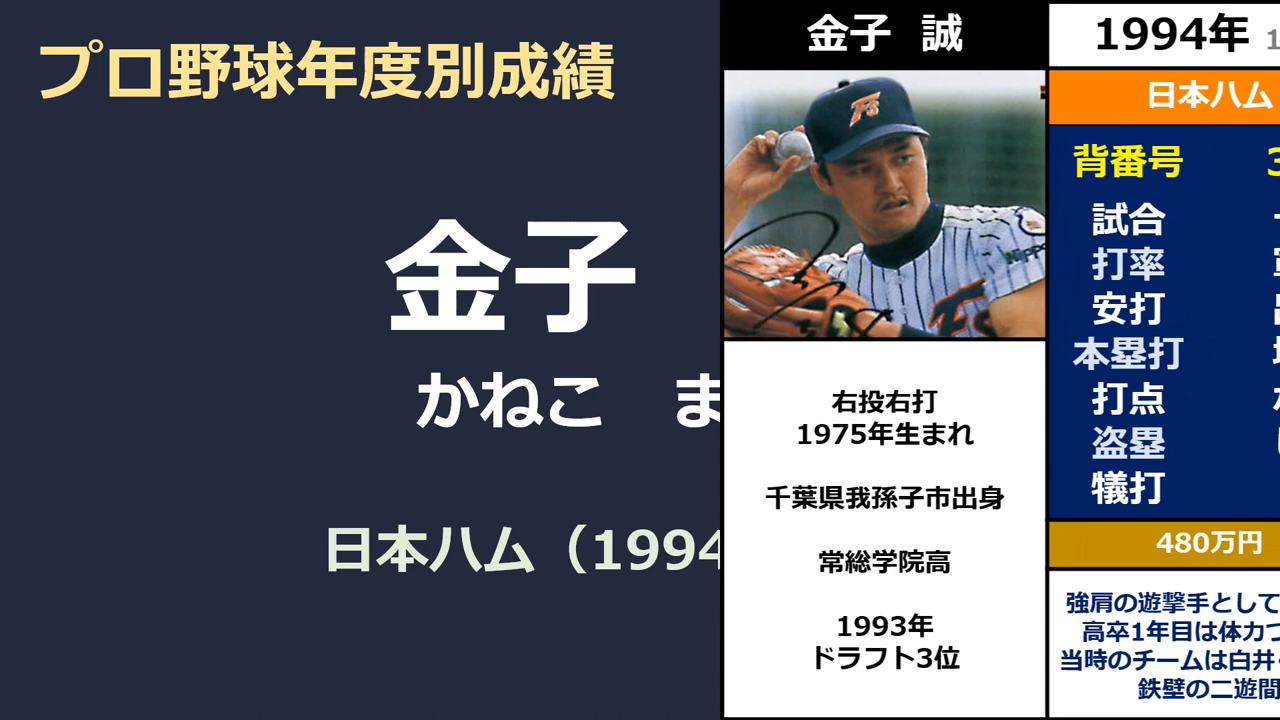 プロ野球年度別成績
金子
かねこ ま
日本ハム（1994
金子 誠
右投右打
1975年生まれ
千葉県我孫子市出身
常総学院高
1993年
ドラフト3位
1994年
日本ハム
背番号
試合
打率
安打
本塁打
打点
盗塁
犠打
480万円
強肩の遊撃手として
高卒1年目は体力
当時のチームは白井
鉄壁の二遊間